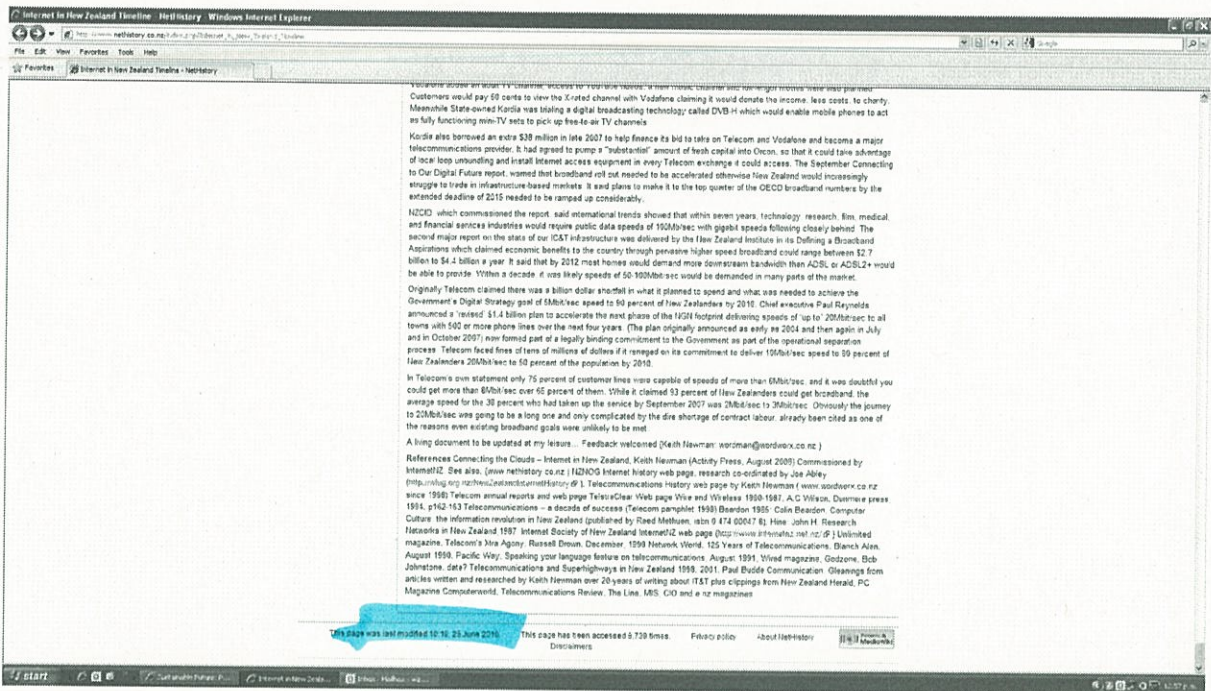 Internet in New Zealand Timeline - NetHistory - Windows Internet Explorer
File Edit View Favorites Tools Help
Favorites Internet in New Zealand Timeline - NetHistory
Customers would pay 50 cents to view the X-rated channel with Vodafone claiming it would donate the income, less costs, to charity.
Meanwhile State-owned Kordia was trialing a digital broadcasting technology called DVB-H which would enable mobile phones to act
as fully functioning mini-TV sets to pick up free-to-air TV channels
Kordia also borrowed an extra $38 million in late 2007 to help finance its bid to take on Telecom and Vodafone and become a major
telecommunications provider. It had agreed to pump a "substantial" amount of fresh capital into Orcon, so that it could take advantage
of local loop unbundling and install Internet access equipment in every Telecom exchange it could access. The September Connecting
to Our Digital Future report, warned that broadband roll out needed to be accelerated otherwise New Zealand would increasingly
struggle to trade in infrastructure-based markets. It said plans to make it to the top quarter of the OECD broadband numbers by the
extended deadline of 2015 needed to be ramped up considerably.
NZCID, which commissioned the report, said international trends showed that within seven years, technology, research, film, medical,
and financial services industries would require public data speeds of 100Mb/sec with gigabit speeds following closely behind. The
second major report on the state of our IC&T infrastructure was delivered by the New Zealand Institute in its Defining a Broadband
Aspirations which claimed economic benefits to the country through pervasive higher speed broadband could range between $2.7
billion to $4.4 billion a year. It said that by 2012 most homes would demand more downstream bandwidth than ADSL or ADSL2+ would
be able to provide. Within a decade, it was likely speeds of 50-100Mbit/sec would be demanded in many parts of the market.
Originally Telecom claimed there was a billion dollar shortfall in what it planned to spend and what was needed to achieve the
Government's Digital Strategy goal of 5Mbit/sec speed to 90 percent of New Zealanders by 2010. Chief executive Paul Reynolds
announced a 'revised' $1.4 billion plan to accelerate the next phase of the NGN footprint delivering speeds of 'up to' 20Mbit/sec to all
towns with 500 or more phone lines over the next four years. (The plan originally announced as early as 2004 and then again in July
and in October 2007) now formed part of a legally binding commitment to the Government as part of the operational separation
process. Telecom faced fines of tens of millions of dollars if it reneged on its commitment to deliver 10Mbit/sec speed to 80 percent of
New Zealanders 20Mbit/sec to 50 percent of the population by 2010.
In Telecom's own statement only 75 percent of customer lines were capable of speeds of more than 6Mbit/sec, and it was doubtful you
could get more than 8Mbit/sec over 65 percent of them. While it claimed 93 percent of New Zealanders could get broadband, the
average speed for the 38 percent who had taken up the service by September 2007 was 2Mbit/sec to 3Mbit/sec. Obviously the journey
to 20Mbit/sec was going to be a long one and only complicated by the dire shortage of contract labour, already been cited as one of
the reasons even existing broadband goals were unlikely to be met
A living document to be updated at my leisure... Feedback welcomed (Keith Newman: wordman@wordworx.co.nz )
References Connecting the Clouds – Internet in New Zealand, Keith Newman (Activity Press, August 2008) Commissioned by
InternetNZ. See also, (www.nethistory.co.nz ) NZNOG Internet history web page, research co-ordinated by Joe Abley
(http://wlug.org.nz/NewZealandInternetHistory ). Telecommunications History web page by Keith Newman ( www.wordworx.co.nz
since 1998) Telecom annual reports and web page TelstraClear Web page Wire and Wireless 1890-1987, A.C Wilson, Dunmore press,
1994, p162-163 Telecommunications – a decade of success (Telecom pamphlet 1998) Beardon 1985: Colin Beardon, Computer
Culture: the information revolution in New Zealand (published by Reed Methuen, isbn 0 474 00047 6). Hine: John H. Research
Networks in New Zealand 1987. Internet Society of New Zealand InternetNZ web page (http://www.internetnz.net.nz/ ) Unlimited
magazine, Telecom's Xtra Agony, Russell Brown, December, 1998 Network World, 125 Years of Telecommunications, Blanch Alan,
August 1990. Pacific Way, Speaking your language feature on telecommunications, August 1991, Wired magazine, Godzone, Bob
Johnstone, date? Telecommunications and Superhighways in New Zealand 1998, 2001, Paul Budde Communication. Gleanings from
articles written and researched by Keith Newman over 20-years of writing about IT&T plus clippings from New Zealand Herald, PC
Magazine Computerworld, Telecommunications Review, The Line, MIS, CIO and e.nz magazines
This page was last modified 10:18, 25 June 2010. This page has been accessed 6,739 times. Privacy policy About NetHistory
Disclaimers
MediaWiki
start